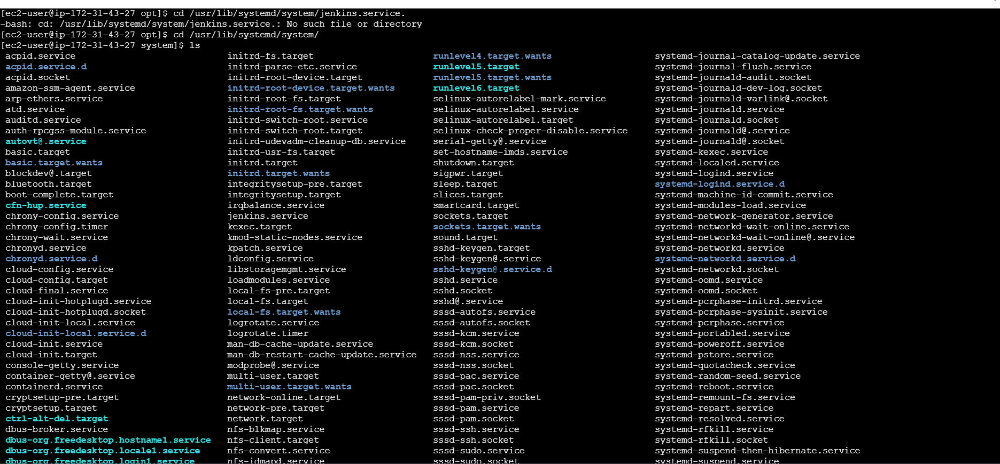 [ec2-user@ip-172-31-43-27 opt]$ cd /usr/lib/systemd/system/jenkins.service.
-bash: cd: /usr/lib/systemd/system/jenkins.service.: No such file or directory
[ec2-user@ip-172-31-43-27 opt]$ cd /usr/lib/systemd/system/
[ec2-user@ip-172-31-43-27 system]$ ls
acpid.service initrd-fs.target runlevel4.target.wants systemd-journal-catalog-update.service
acpid.service.d initrd-parse-etc.service runlevel5.target systemd-journal-flush.service
acpid.socket initrd-root-device.target runlevel5.target.wants systemd-journald-audit.socket
amazon-ssm-agent.service initrd-root-device.target.wants runlevel6.target systemd-journald-dev-log.socket
arp-ethers.service initrd-root-fs.target selinux-autorelabel-mark.service systemd-journald-varlink@.socket
atd.service initrd-root-fs.target.wants selinux-autorelabel.service systemd-journald.service
auditd.service initrd-switch-root.service selinux-autorelabel.target systemd-journald.socket
auth-rpcgss-module.service initrd-switch-root.target selinux-check-proper-disable.service systemd-journald@.service
autovt@.service initrd-udevadm-cleanup-db.service serial-getty@.service systemd-journald@.socket
basic.target initrd-usr-fs.target set-hostname-imds.service systemd-kexec.service
basic.target.wants initrd.target shutdown.target systemd-localed.service
blockdev@.target initrd.target.wants sigpwr.target systemd-logind.service
bluetooth.target integritysetup-pre.target sleep.target systemd-logind.service.d
boot-complete.target integritysetup.target slices.target systemd-machine-id-commit.service
cfn-hup.service irqbalance.service smartcard.target systemd-modules-load.service
chrony-config.service jenkins.service sockets.target systemd-network-generator.service
chrony-config.timer kexec.target sockets.target.wants systemd-networkd-wait-online.service
chrony-wait.service kmod-static-nodes.service sound.target systemd-networkd-wait-online@.service
chronyd.service kpatch.service sshd-keygen.target systemd-networkd.service
chronyd.service.d ldconfig.service sshd-keygen@.service systemd-networkd.service.d
cloud-config.service libstoragemgmt.service sshd-keygen@.service.d systemd-networkd.socket
cloud-config.target loadmodules.service sshd.service systemd-oomd.service
cloud-final.service local-fs-pre.target sshd.socket systemd-oomd.socket
cloud-init-hotplugd.service local-fs.target sshd@.service systemd-pcrphase-initrd.service
cloud-init-hotplugd.socket local-fs.target.wants sssd-autofs.service systemd-pcrphase-sysinit.service
cloud-init-local.service logrotate.service sssd-autofs.socket systemd-pcrphase.service
cloud-init-local.service.d logrotate.timer sssd-kcm.service systemd-portabled.service
cloud-init.service man-db-cache-update.service sssd-kcm.socket systemd-poweroff.service
cloud-init.target man-db-restart-cache-update.service sssd-nss.service systemd-pstore.service
console-getty.service modprobe@.service sssd-nss.socket systemd-quotacheck.service
container-getty@.service multi-user.target sssd-pac.service systemd-random-seed.service
containerd.service multi-user.target.wants sssd-pac.socket systemd-reboot.service
cryptsetup-pre.target network-online.target sssd-pam-priv.socket systemd-remount-fs.service
cryptsetup.target network-pre.target sssd-pam.service systemd-repart.service
ctrl-alt-del.target network.target sssd-pam.socket systemd-resolved.service
dbus-broker.service nfs-blkmap.service sssd-ssh.service systemd-rfkill.service
dbus-org.freedesktop.hostname1.service nfs-client.target sssd-ssh.socket systemd-rfkill.socket
dbus-org.freedesktop.locale1.service nfs-convert.service sssd-sudo.service systemd-suspend-then-hibernate.service
dbus-org.freedesktop.login1.service nfs-idmapd.service sssd-sudo.socket systemd-suspend.service